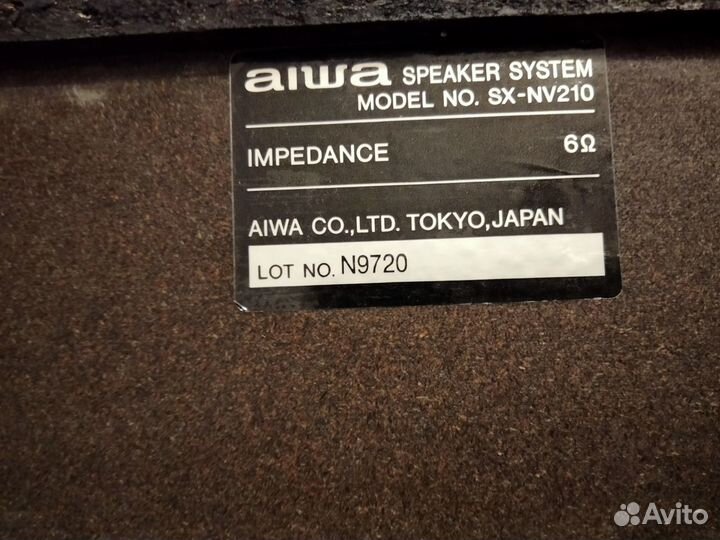 aiwa SPEAKER SYSTEM
MODEL NO. SX-NV210
IMPEDANCE 6Ω
AIWA CO.,LTD. TOKYO,JAPAN
LOT NO. N9720
Avito